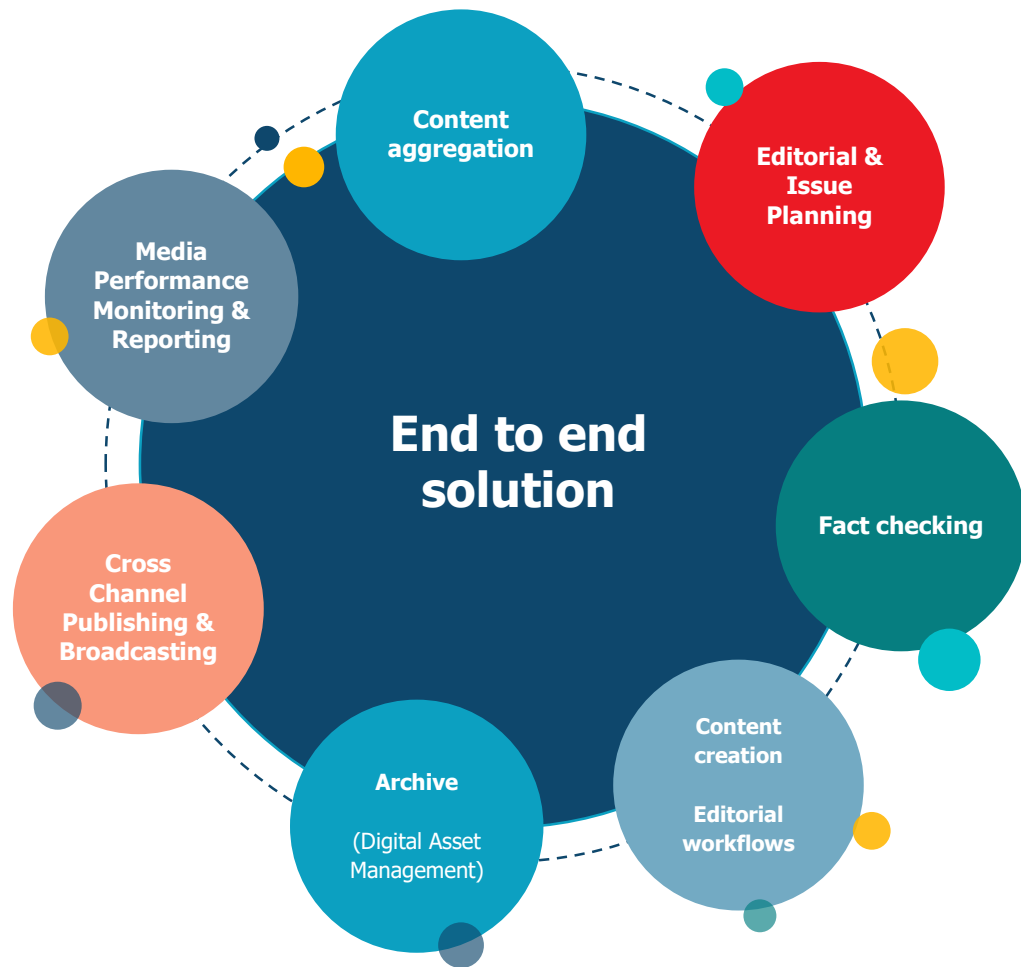 Content
aggregation
Editorial &
Issue
Planning
Media
Performance
Monitoring &
Reporting
End to end
solution
Fact checking
Cross
Channel
Publishing &
Broadcasting
Content
creation
Editorial
workflows
Archive
(Digital Asset
Management)